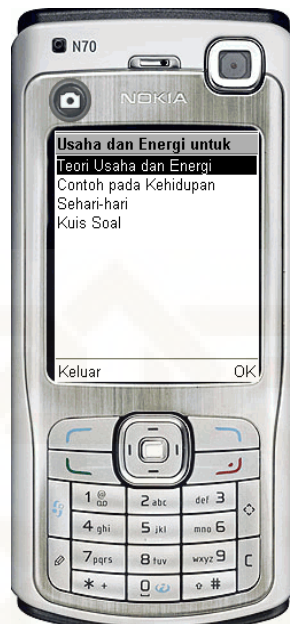 N70
NOKIA
Usaha dan Energi untuk
Teori Usaha dan Energi
Contoh pada Kehidupan
Sehari-hari
Kuis Soal
Keluar OK
1 @ 2 abc def 3
4 ghi 5 jkl mno 6
7 pqrs 8 tuv wxyz 9 C
* + 0 ⇧ #